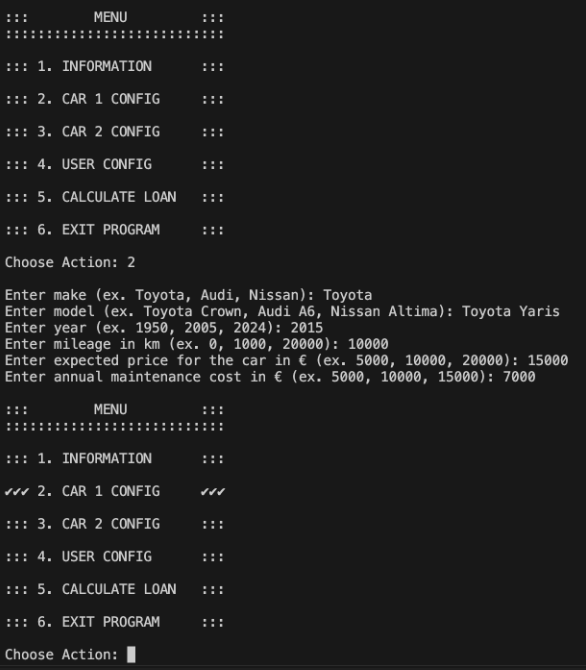 :::        MENU         :::
:::::::::::::::::::::::::::
::: 1. INFORMATION      :::
::: 2. CAR 1 CONFIG     :::
::: 3. CAR 2 CONFIG     :::
::: 4. USER CONFIG      :::
::: 5. CALCULATE LOAN   :::
::: 6. EXIT PROGRAM     :::
Choose Action: 2
Enter make (ex. Toyota, Audi, Nissan): Toyota
Enter model (ex. Toyota Crown, Audi A6, Nissan Altima): Toyota Yaris
Enter year (ex. 1950, 2005, 2024): 2015
Enter mileage in km (ex. 0, 1000, 20000): 10000
Enter expected price for the car in € (ex. 5000, 10000, 20000): 15000
Enter annual maintenance cost in € (ex. 5000, 10000, 15000): 7000
:::        MENU         :::
:::::::::::::::::::::::::::
::: 1. INFORMATION      :::
✔✔✔ 2. CAR 1 CONFIG     ✔✔✔
::: 3. CAR 2 CONFIG     :::
::: 4. USER CONFIG      :::
::: 5. CALCULATE LOAN   :::
::: 6. EXIT PROGRAM     :::
Choose Action: